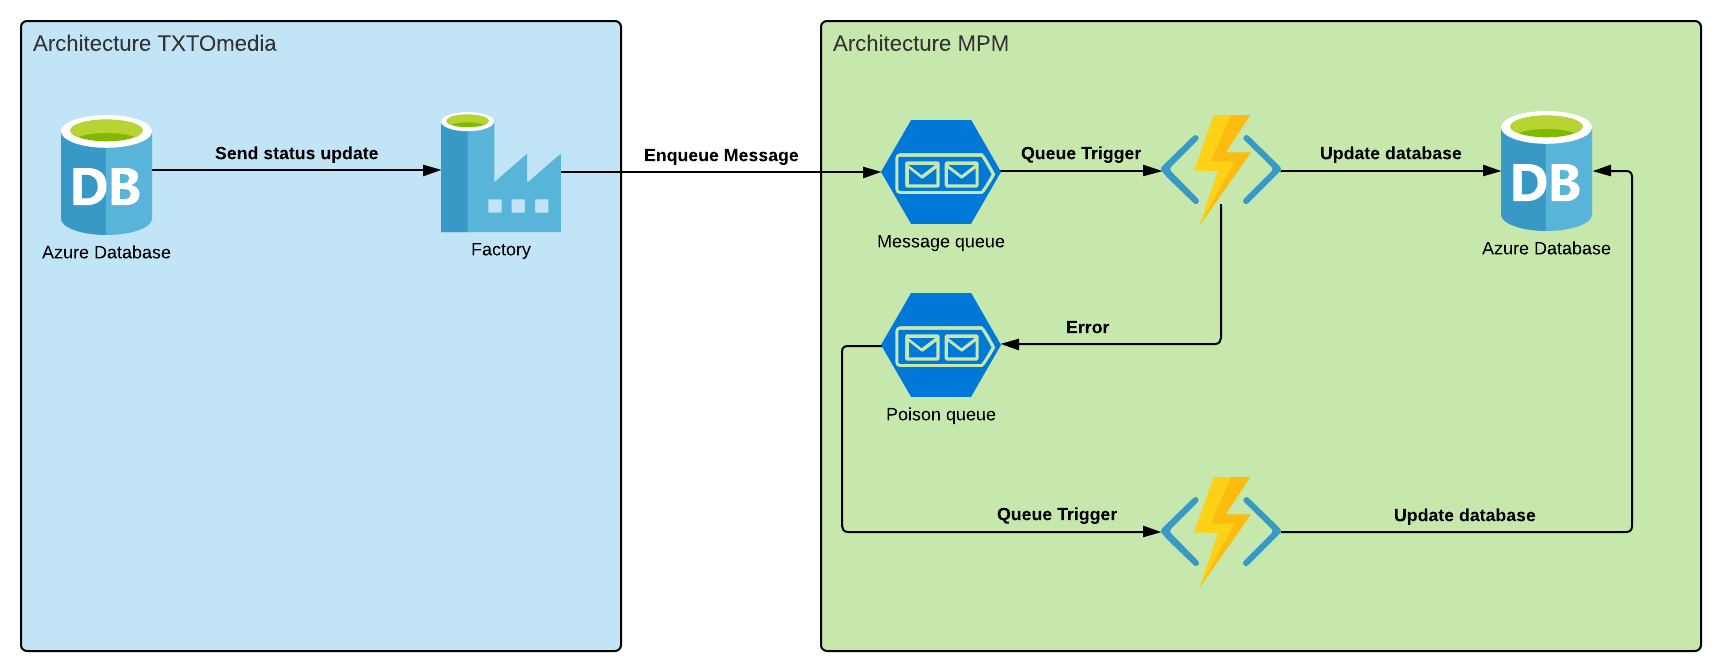 Architecture TXTOmedia
Architecture MPM
DB
Send status update
Enqueue Message
Queue Trigger
Update database
DB
Azure Database
Factory
Message queue
Azure Database
Error
Poison queue
Queue Trigger
Update database